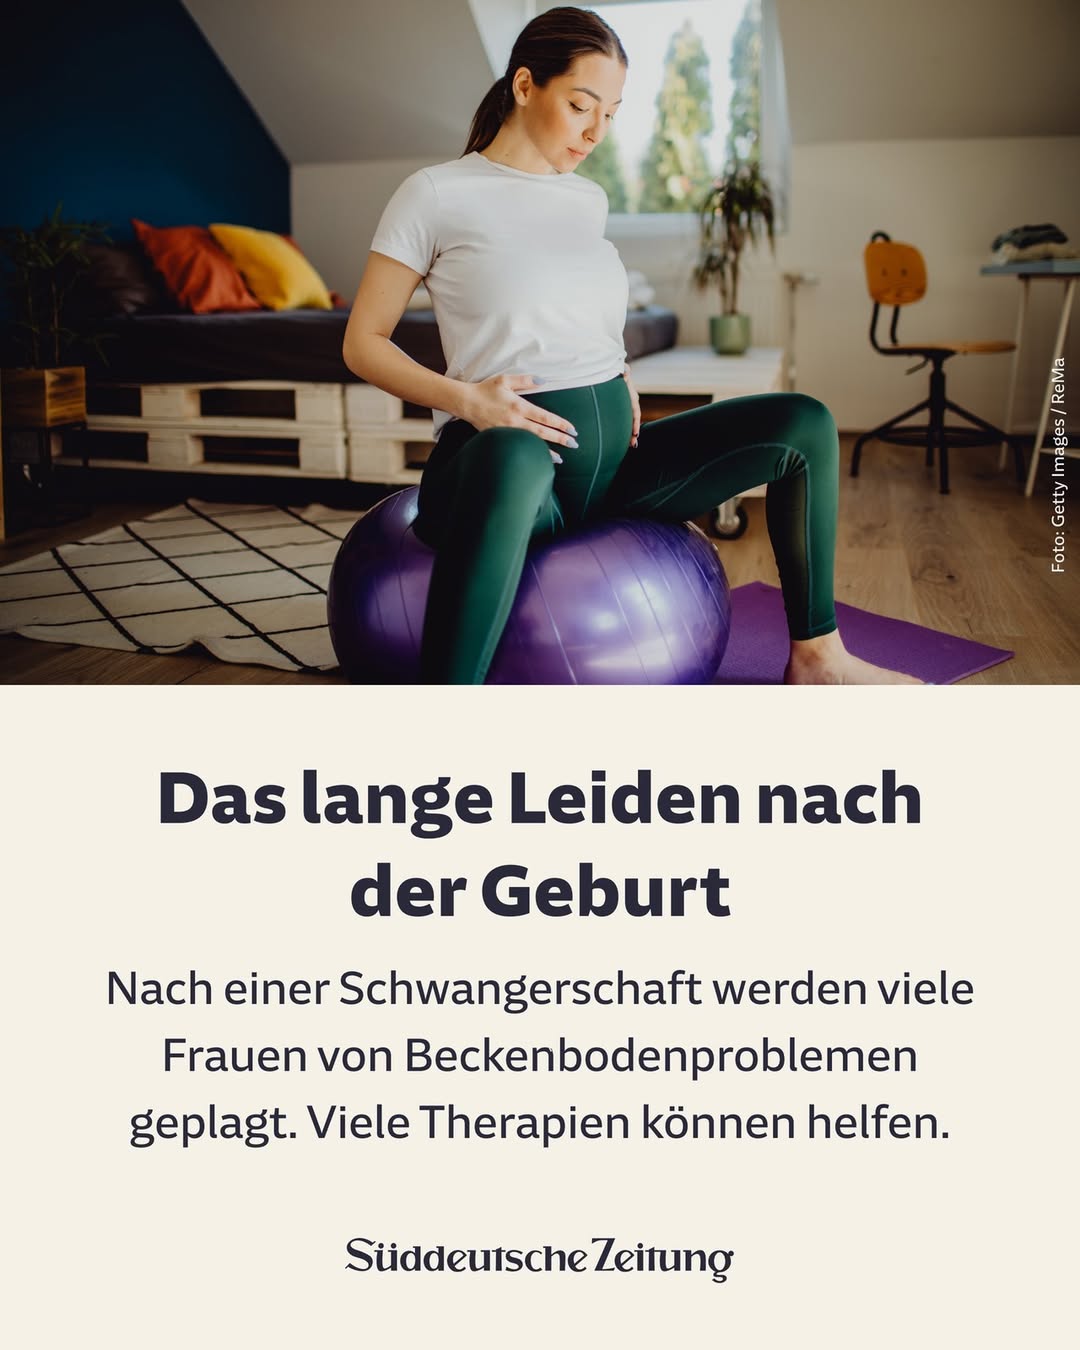 Foto: Getty Images / ReMa
Das lange Leiden nach
der Geburt
Nach einer Schwangerschaft werden viele
Frauen von Beckenbodenproblemen
geplagt. Viele Therapien können helfen.
Süddeutsche Zeitung